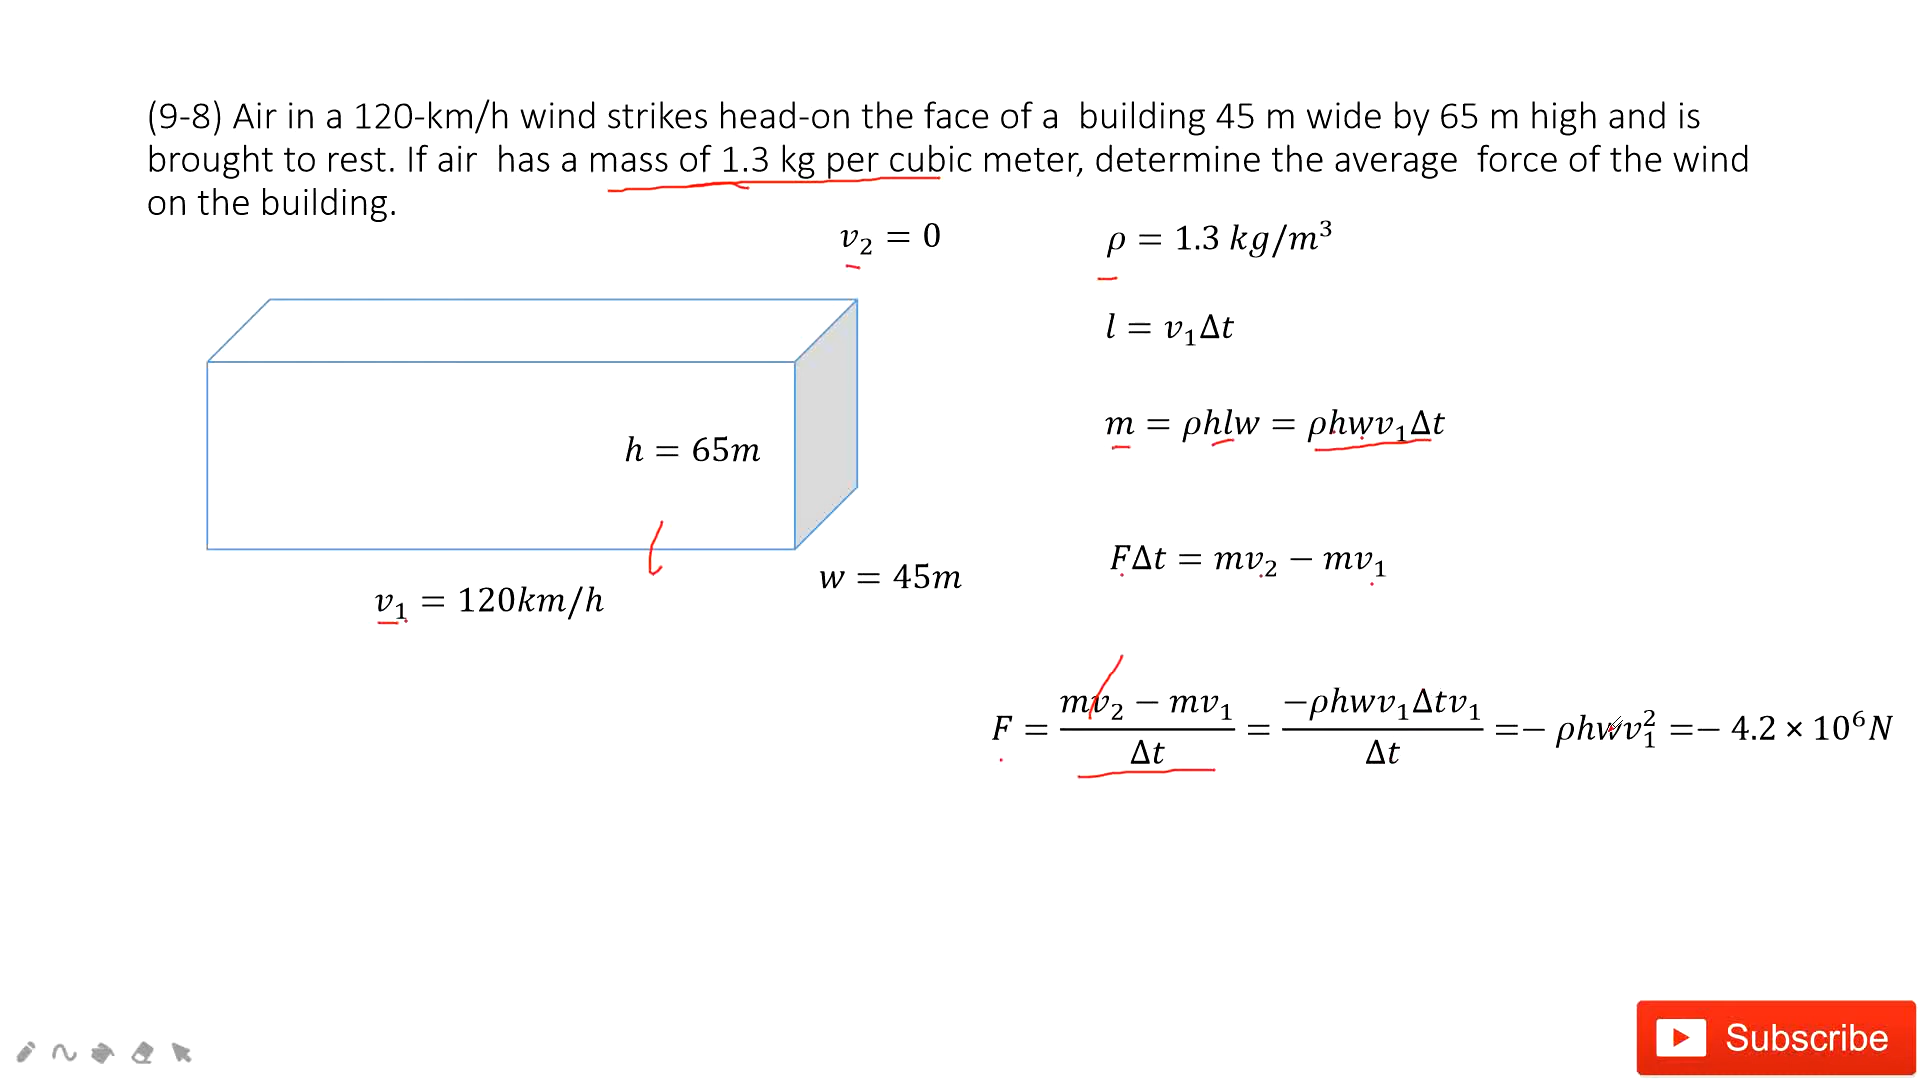 (9-8) Air in a 120-km/h wind strikes head-on the face of a building 45 m wide by 65 m high and is
brought to rest. If air has a mass of 1.3 kg per cubic meter, determine the average force of the wind
on the building.
v₂ = 0
ρ = 1.3 kg/m³
l = v₁Δt
m = ρhlw = ρhwv₁Δt
h = 65m
FΔt = mv₂ − mv₁
w = 45m
v₁ = 120km/h
F = (mv₂ − mv₁)/Δt = (−ρhwv₁Δtv₁)/Δt =− ρhwv₁² =− 4.2 × 10⁶N
Subscribe